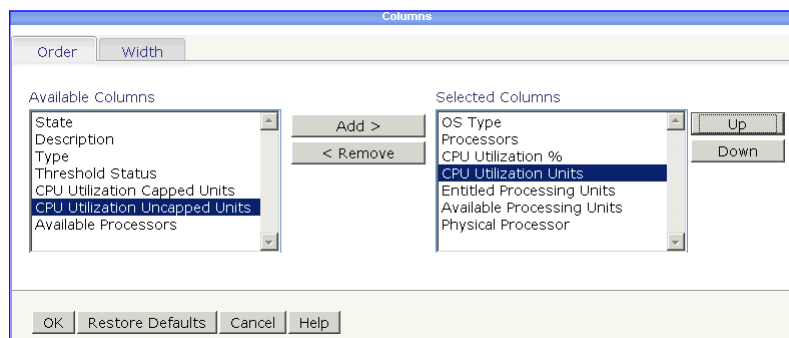 Columns
Order
Width
Available Columns
Selected Columns
State
Description
Type
Threshold Status
CPU Utilization Capped Units
CPU Utilization Uncapped Units
Available Processors
Add >
< Remove
OS Type
Processors
CPU Utilization %
CPU Utilization Units
Entitled Processing Units
Available Processing Units
Physical Processor
Up
Down
OK
Restore Defaults
Cancel
Help